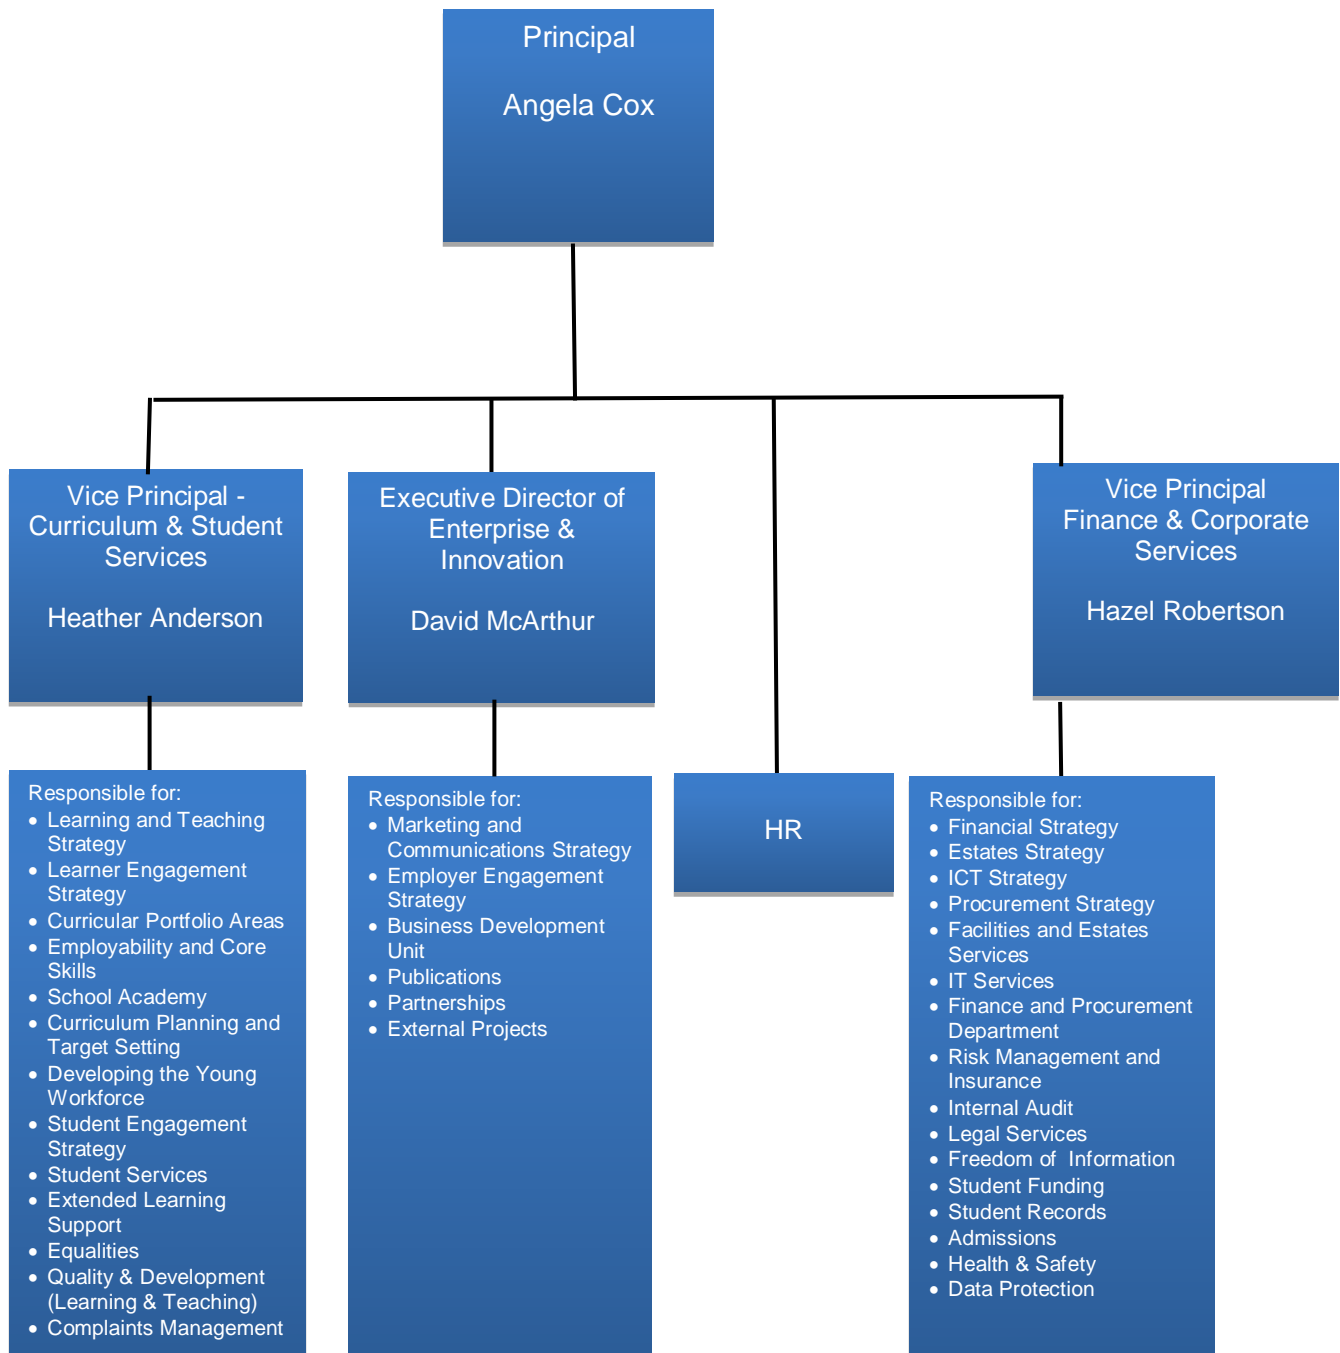 Principal
Angela Cox
Vice Principal -
Curriculum & Student
Services
Heather Anderson
Executive Director of
Enterprise &
Innovation
David McArthur
Vice Principal
Finance & Corporate
Services
Hazel Robertson
Responsible for:
• Learning and Teaching
Strategy
• Learner Engagement
Strategy
• Curricular Portfolio Areas
• Employability and Core
Skills
• School Academy
• Curriculum Planning and
Target Setting
• Developing the Young
Workforce
• Student Engagement
Strategy
• Student Services
• Extended Learning
Support
• Equalities
• Quality & Development
(Learning & Teaching)
• Complaints Management
Responsible for:
• Marketing and
Communications Strategy
• Employer Engagement
Strategy
• Business Development
Unit
• Publications
• Partnerships
• External Projects
HR
Responsible for:
• Financial Strategy
• Estates Strategy
• ICT Strategy
• Procurement Strategy
• Facilities and Estates
Services
• IT Services
• Finance and Procurement
Department
• Risk Management and
Insurance
• Internal Audit
• Legal Services
• Freedom of Information
• Student Funding
• Student Records
• Admissions
• Health & Safety
• Data Protection